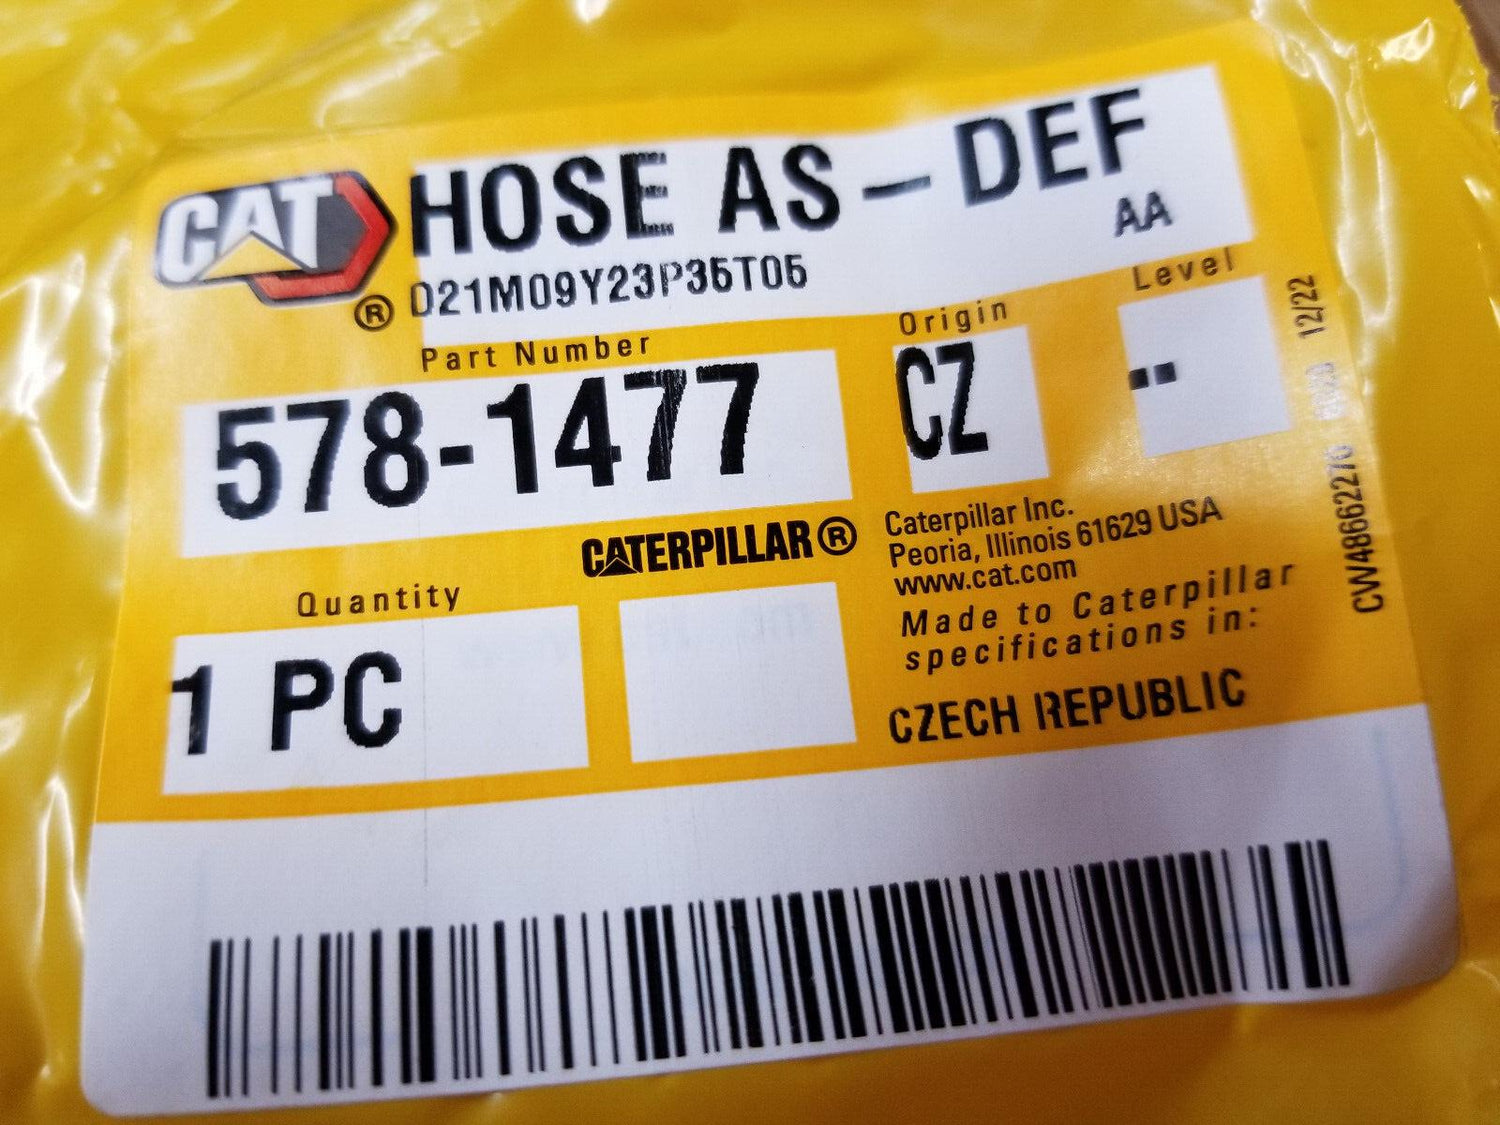 CAT ®
HOSE AS-DEF
AA
D21M09Y23P35T05
Part Number
578-1477
Origin
CZ
Level
--
CATERPILLAR®
Quantity
1 PC
Caterpillar Inc.
Peoria, Illinois 61629 USA
www.cat.com
Made to Caterpillar
specifications in:
CZECH REPUBLIC
12/22